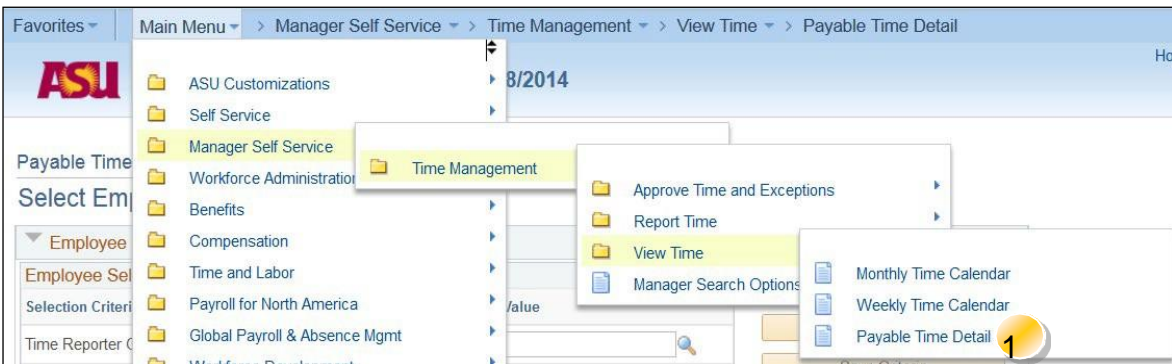 Favorites Main Menu > Manager Self Service > Time Management > View Time > Payable Time Detail
Ho
ASU
8/2014
ASU Customizations
Self Service
Manager Self Service
Time Management
Workforce Administration
Benefits
Compensation
Time and Labor
Payroll for North America
Global Payroll & Absence Mgmt
Workforce Development
Approve Time and Exceptions
Report Time
View Time
Manager Search Options
Monthly Time Calendar
Weekly Time Calendar
Payable Time Detail 1
Payable Time
Select Emp
Employee
Employee Sel
Selection Criteri
Value
Time Reporter